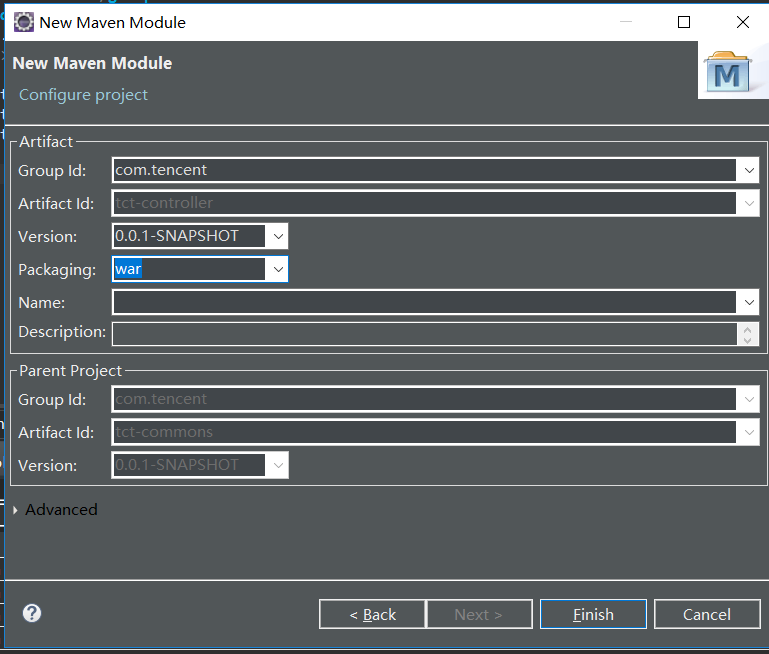 New Maven Module
New Maven Module
Configure project
M
Artifact
Group Id: com.tencent
Artifact Id: tct-controller
Version: 0.0.1-SNAPSHOT
Packaging: war
Name:
Description:
Parent Project
Group Id: com.tencent
Artifact Id: tct-commons
Version: 0.0.1-SNAPSHOT
Advanced
?
< Back Next > Finish Cancel